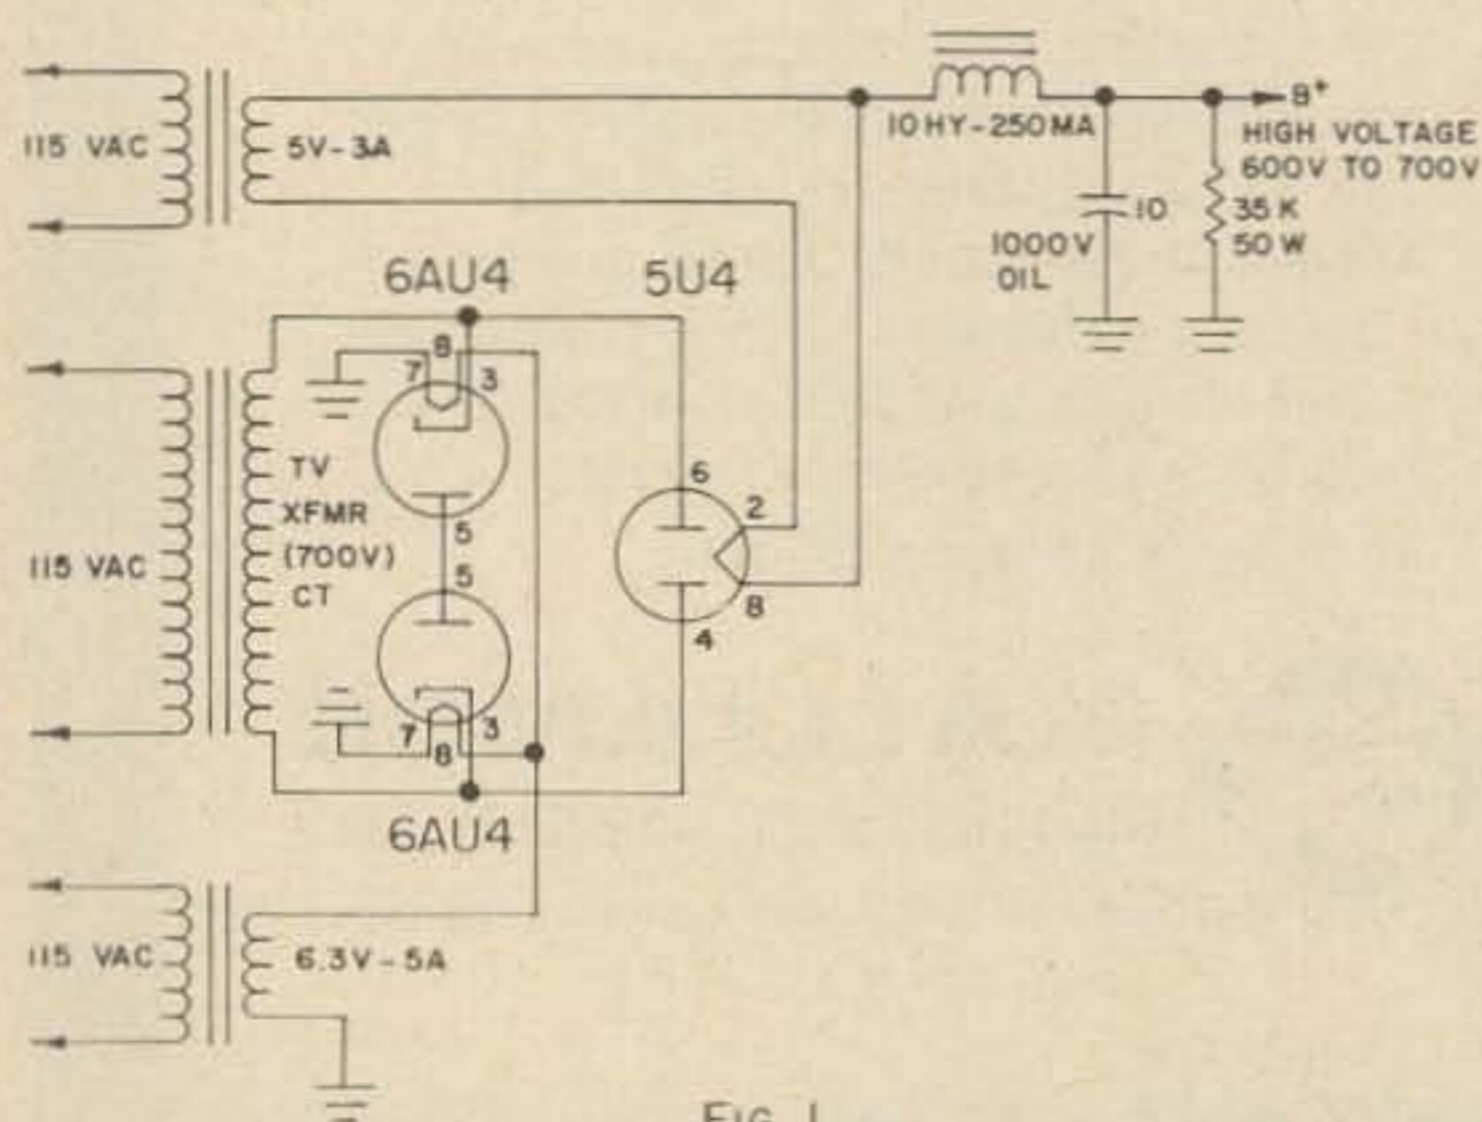 115 VAC
5V-3A
10 HY-250MA
B+
HIGH VOLTAGE
600V TO 700V
10
1000V
OIL
35 K
50 W
6AU4
5U4
8
7
3
TV
XFMR
(700V)
CT
115 VAC
5
5
6
2
8
4
7
8
3
6AU4
115 VAC
6.3V-5A
FIG. 1